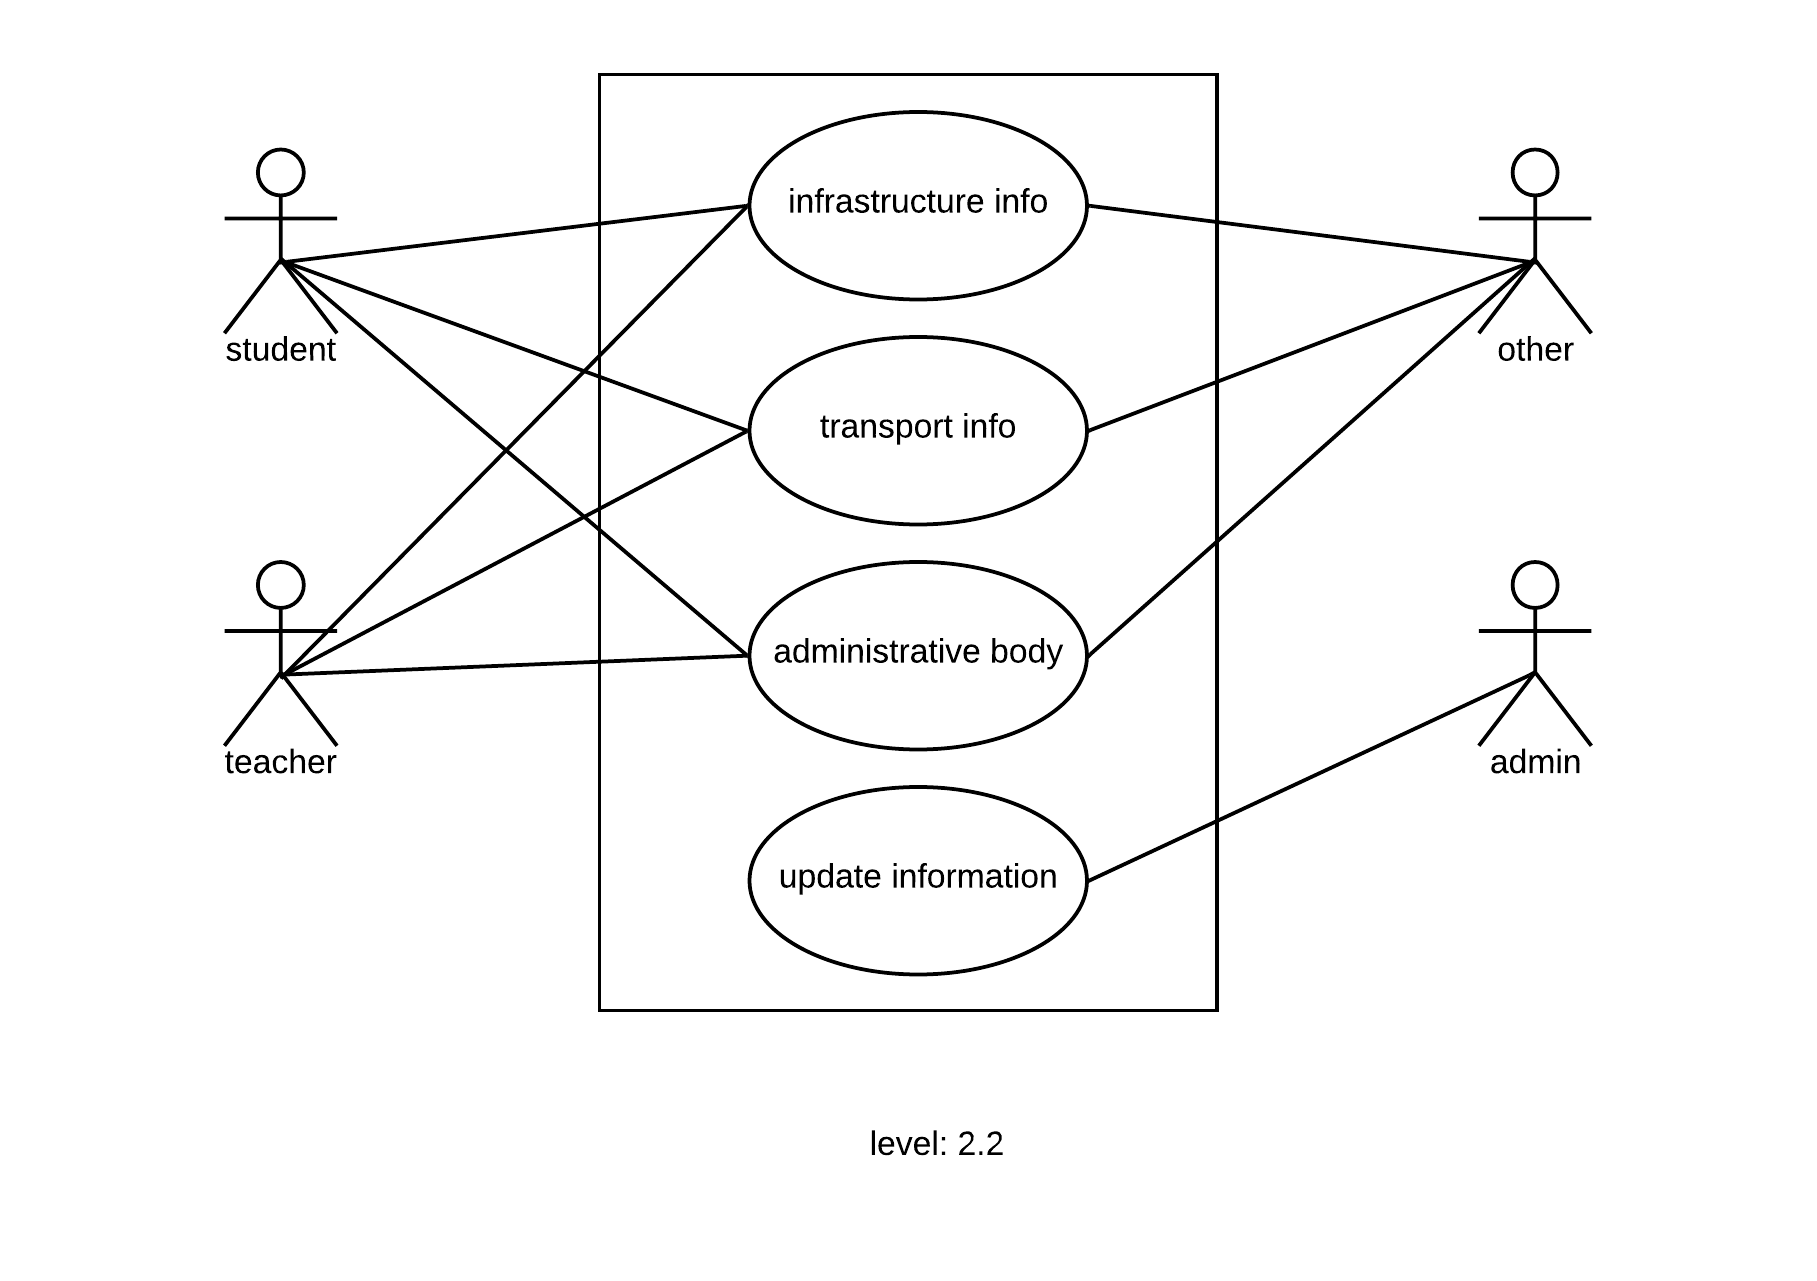 infrastructure info
student
other
transport info
administrative body
teacher
admin
update information
level: 2.2